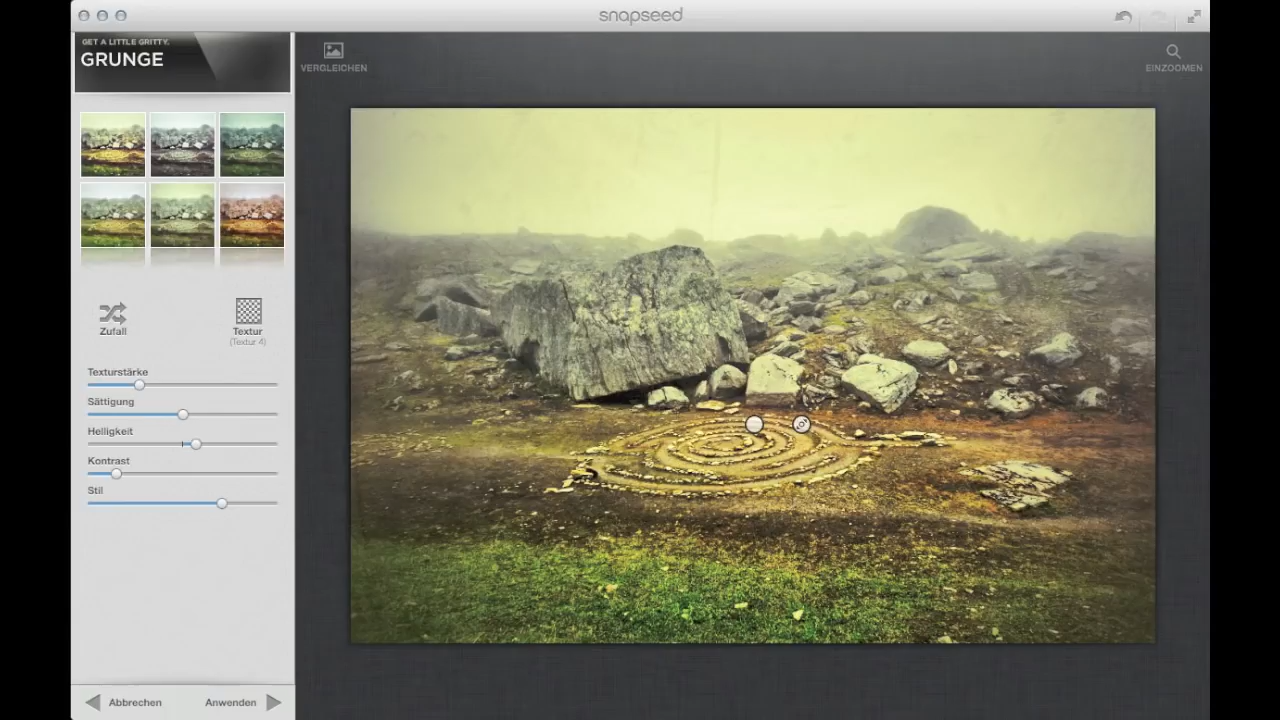 snapseed
GET A LITTLE GRITTY.
GRUNGE
VERGLEICHEN
EINZOOMEN
Zufall
Textur
(Textur 4)
Texturstärke
Sättigung
Helligkeit
Kontrast
Stil
Abbrechen
Anwenden